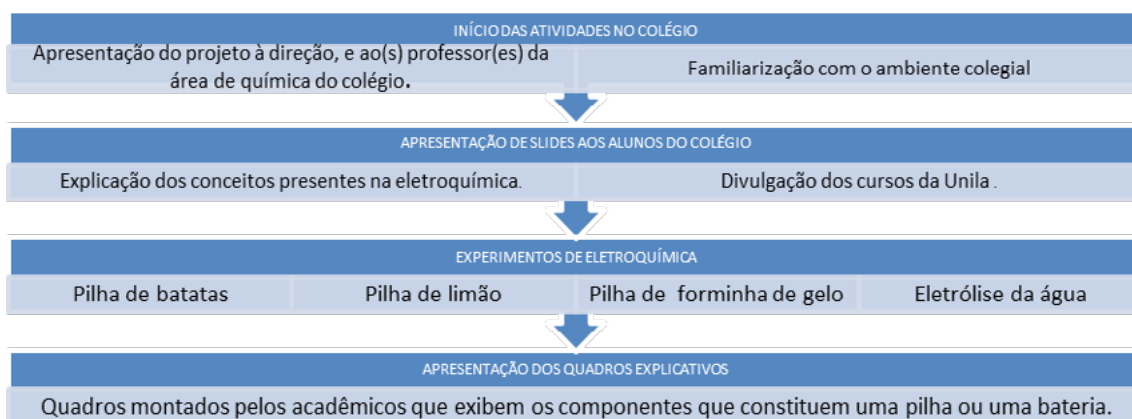 INÍCIO DAS ATIVIDADES NO COLÉGIO
Apresentação do projeto à direção, e ao(s) professor(es) da
área de química do colégio.
Familiarização com o ambiente colegial
APRESENTAÇÃO DE SLIDES AOS ALUNOS DO COLÉGIO
Explicação dos conceitos presentes na eletroquímica.
Divulgação dos cursos da Unila .
EXPERIMENTOS DE ELETROQUÍMICA
Pilha de batatas
Pilha de limão
Pilha de forminha de gelo
Eletrólise da água
APRESENTAÇÃO DOS QUADROS EXPLICATIVOS
Quadros montados pelos acadêmicos que exibem os componentes que constituem uma pilha ou uma bateria.